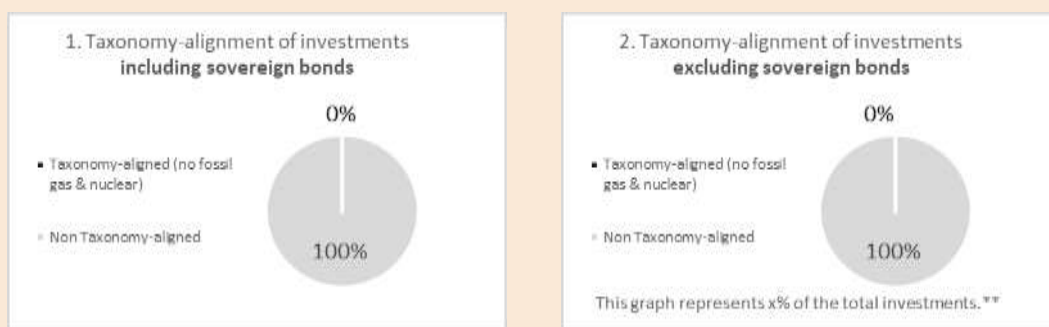 1. Taxonomy-alignment of investments
including sovereign bonds
0%
Taxonomy-aligned (no fossil
gas & nuclear)
Non Taxonomy-aligned
100%
2. Taxonomy-alignment of investments
excluding sovereign bonds
0%
Taxonomy-aligned (no fossil
gas & nuclear)
Non Taxonomy-aligned
100%
This graph represents x% of the total investments.**